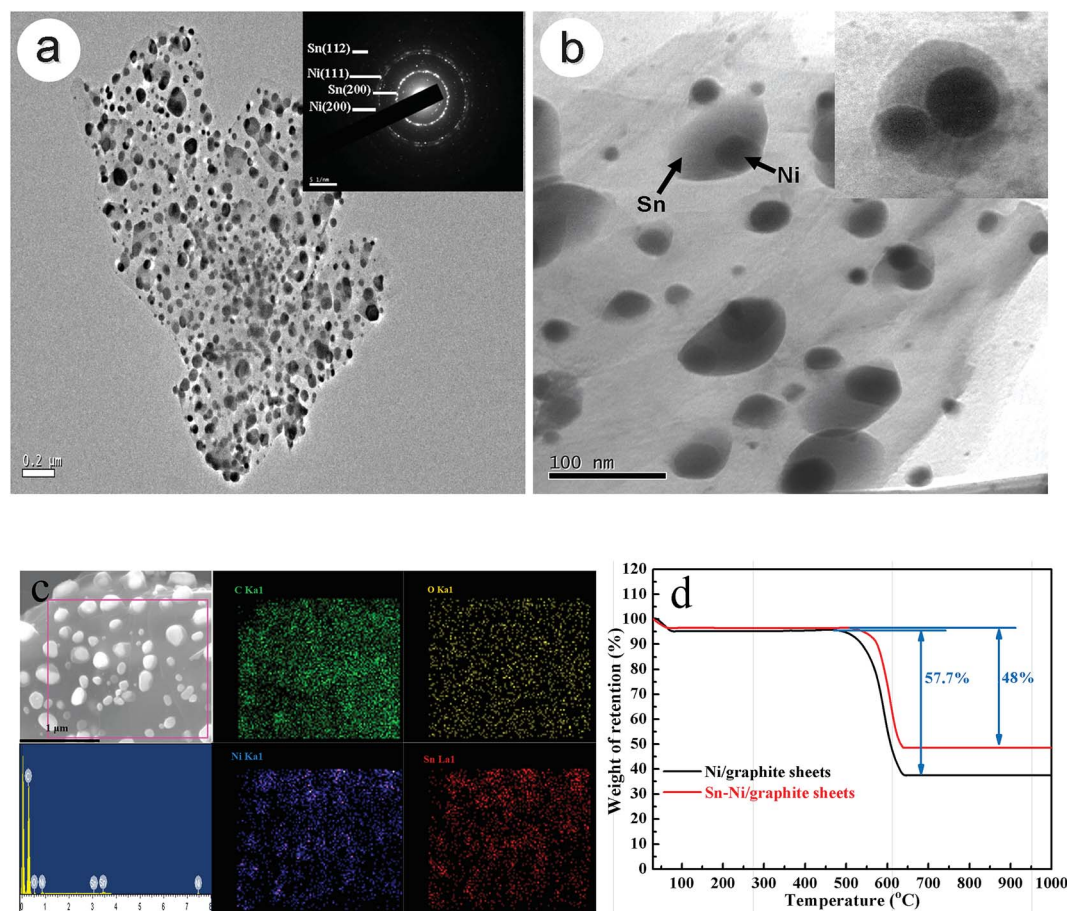 a
Sn(112)
Ni(111)
Sn(200)
Ni(200)
5 1/nm
0.2 µm
b
Ni
Sn
100 nm
c
1 µm
C Ka1
O Ka1
Ni Ka1
Sn La1
0 1 2 3 4 5 6 7 8
d
120
110
100
90
80
70
60
50
40
30
20
10
0
Weight of retention (%)
57.7%
48%
Ni/graphite sheets
Sn-Ni/graphite sheets
100 200 300 400 500 600 700 800 900 1000
Temperature (°C)